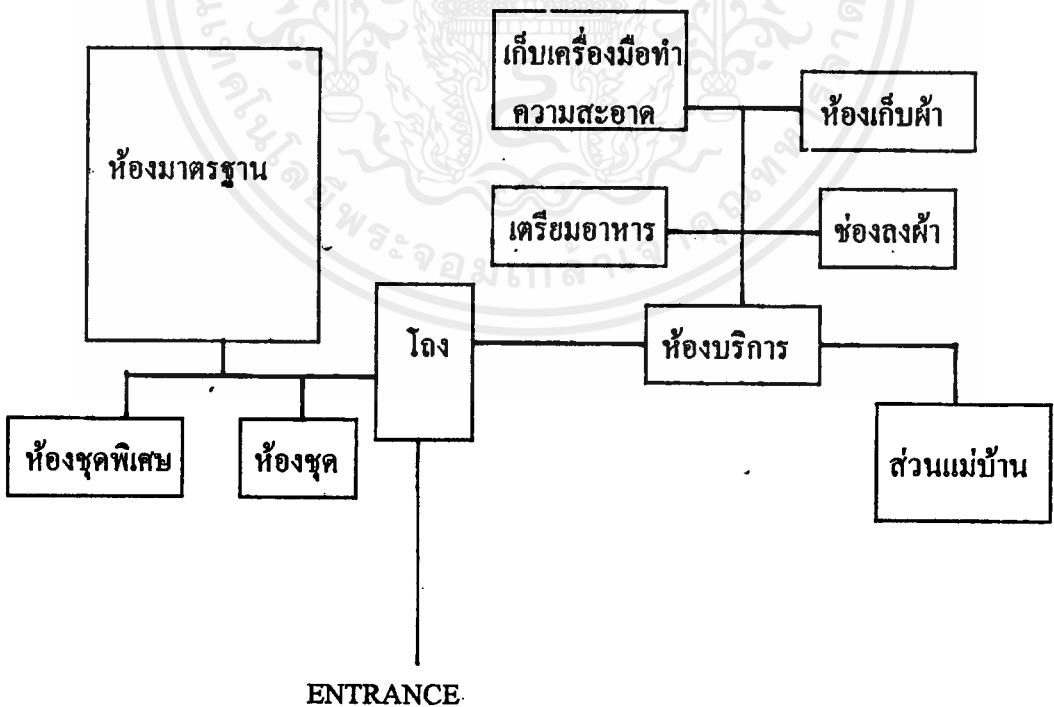 เก็บเครื่องมือทำ
ความสะอาด
ห้องเก็บผ้า
ห้องมาตรฐาน
เตรียมอาหาร
ช่องลงผ้า
โถง
ห้องบริการ
ห้องชุดพิเศษ
ห้องชุด
ส่วนแม่บ้าน
ENTRANCE